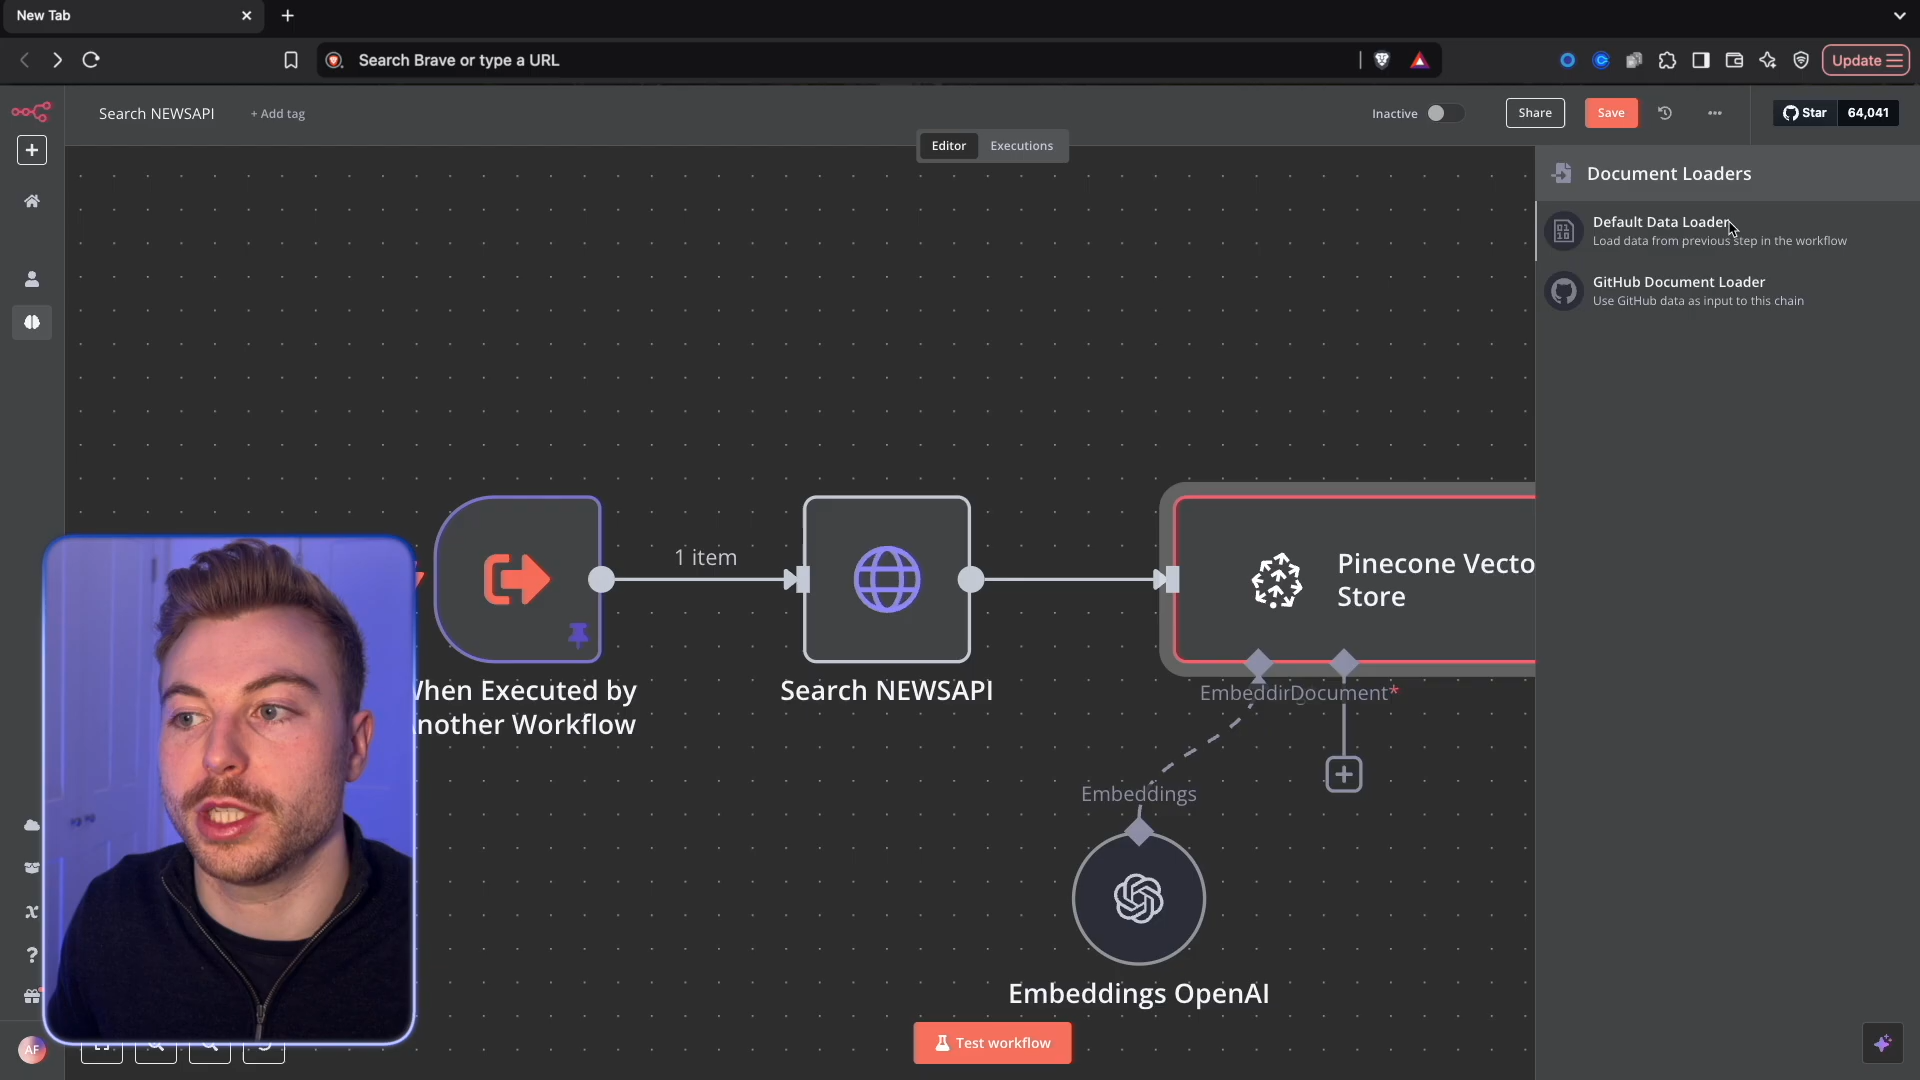 New Tab
Search Brave or type a URL
Update
Search NEWSAPI
+ Add tag
Inactive
Share
Save
Star
64,041
Editor
Executions
Document Loaders
Default Data Loader
Load data from previous step in the workflow
GitHub Document Loader
Use GitHub data as input to this chain
1 item
Pinecone Vecto
Store
When Executed by
Another Workflow
Search NEWSAPI
EmbeddirDocument*
Embeddings
Embeddings OpenAI
Test workflow
AF